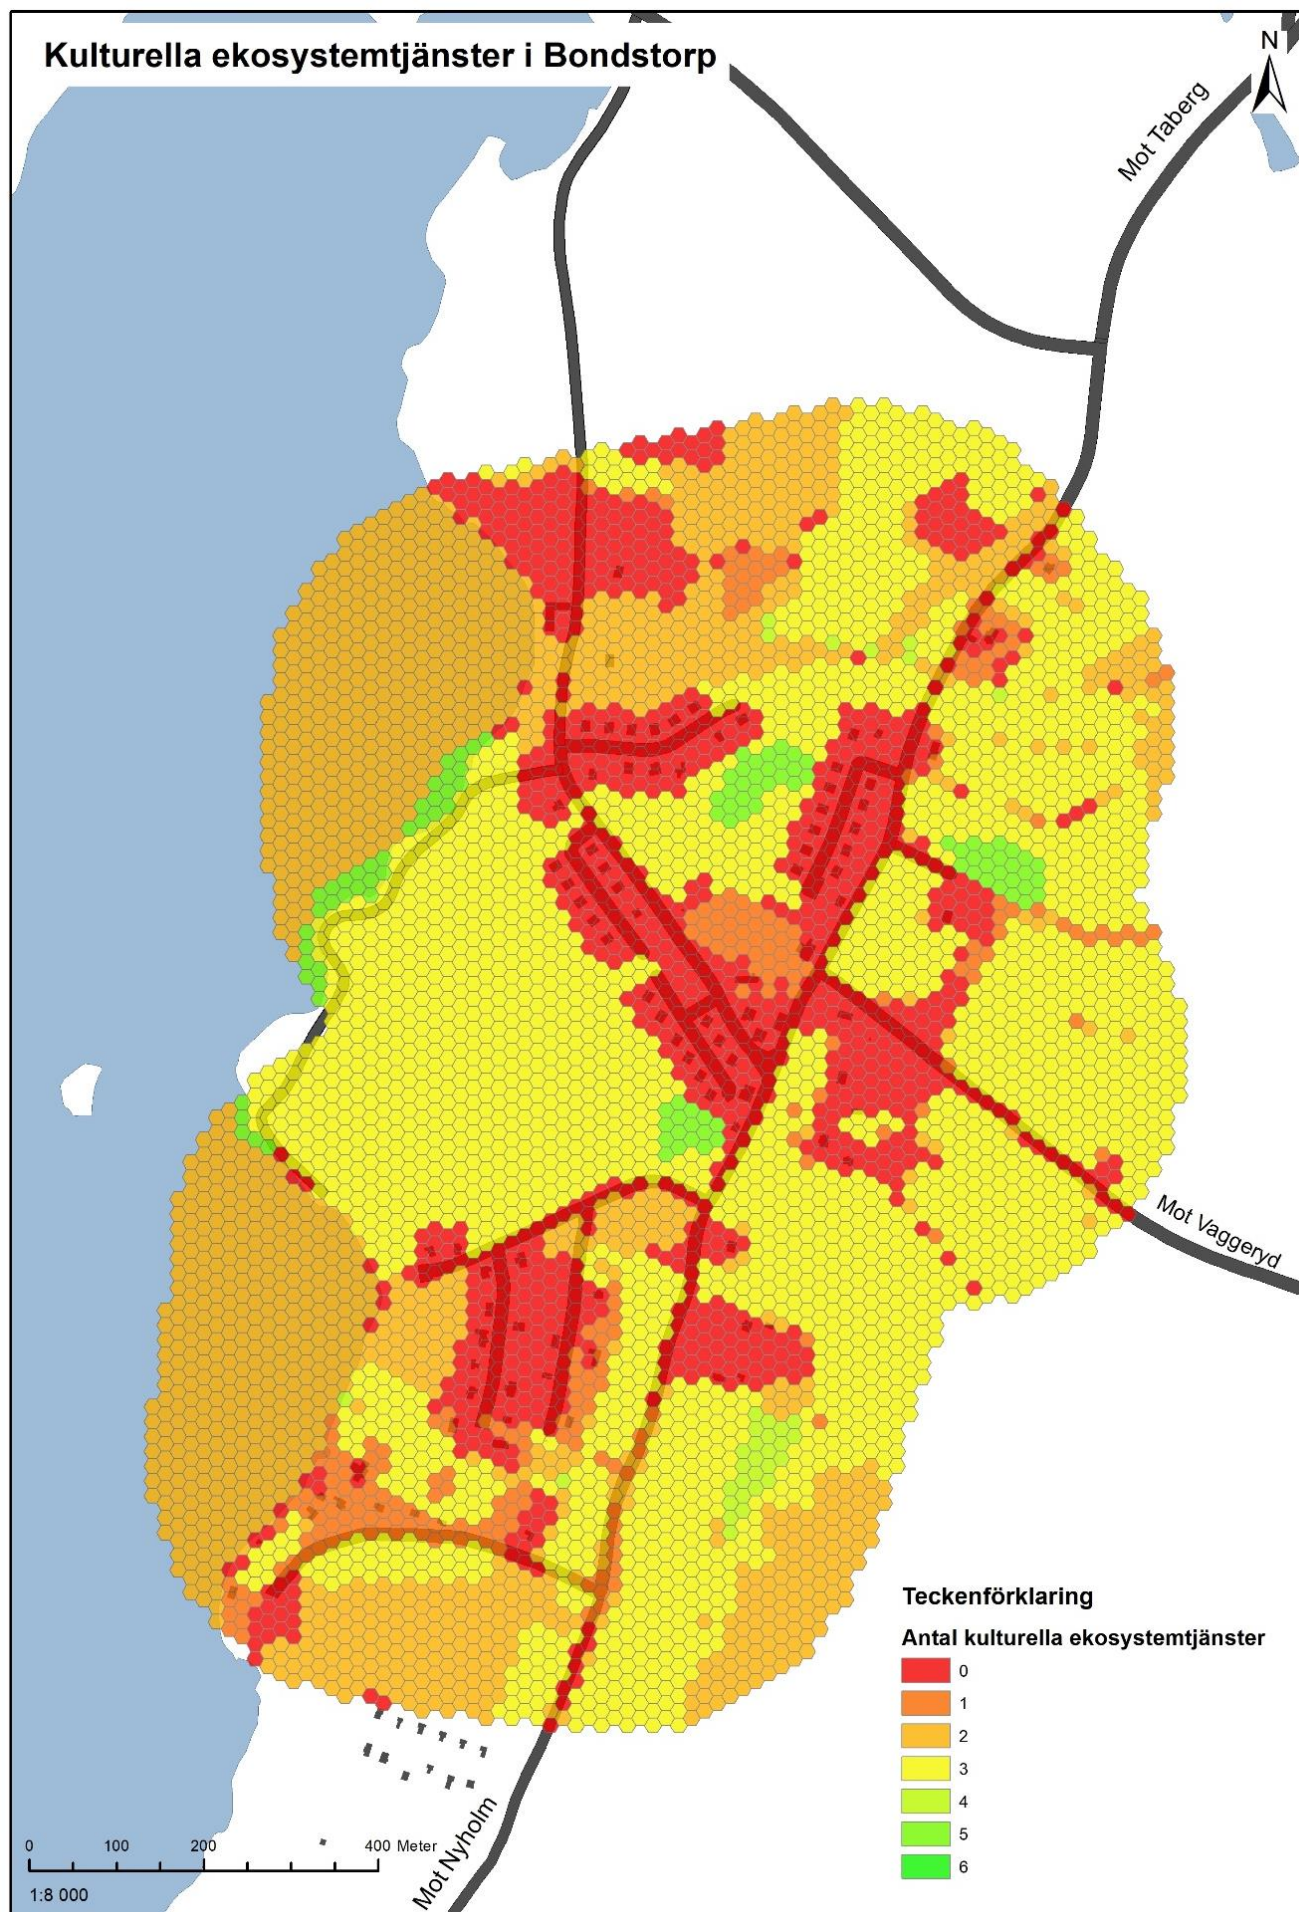 Kulturella ekosystemtjänster i Bondstorp
N
Mot Taberg
Mot Vaggeryd
Mot Nyholm
Teckenförklaring
Antal kulturella ekosystemtjänster
0
1
2
3
4
5
6
0 100 200 400 Meter
1:8 000